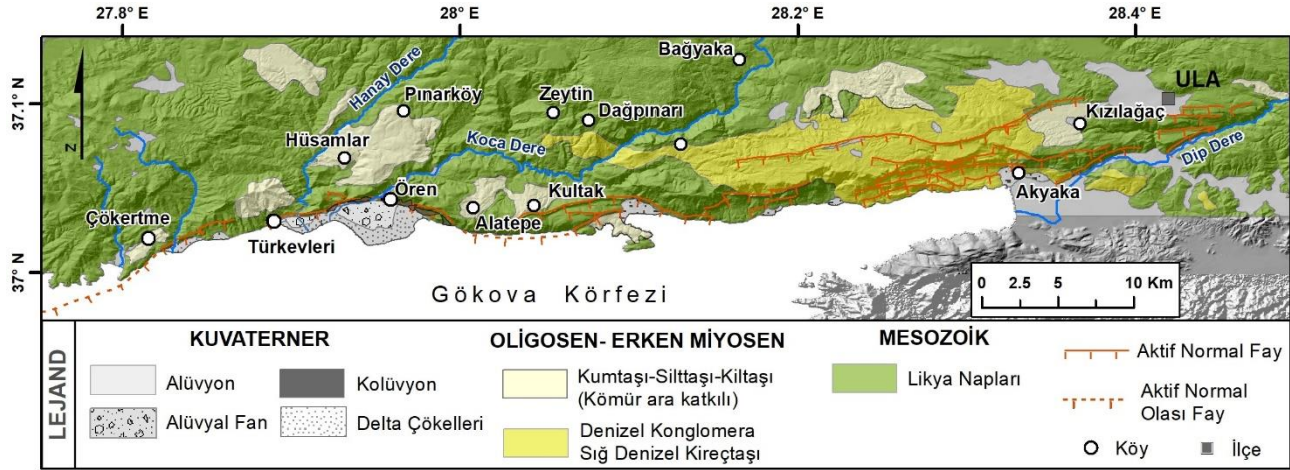 27.8° E
28° E
28.2° E
28.4° E
37.1° N
37° N
N
Bağyaka
ULA
Hanay Dere
Pınarköy
Zeytin
Dağpınarı
Kızılağaç
Hüsamlar
Koca Dere
Dip Dere
Ören
Kultak
Akyaka
Çökertme
Alatepe
Türkevleri
Gökova Körfezi
0 2.5 5 10 Km
LEJAND
KUVATERNER
Alüvyon
Kolüvyon
Alüvyal Fan
Delta Çökelleri
OLİGOSEN- ERKEN MİYOSEN
Kumtaşı-Silttaşı-Kiltaşı
(Kömür ara katkılı)
Denizel Konglomera
Sığ Denizel Kireçtaşı
MESOZOİK
Likya Napları
Aktif Normal Fay
Aktif Normal
Olası Fay
Köy
İlçe